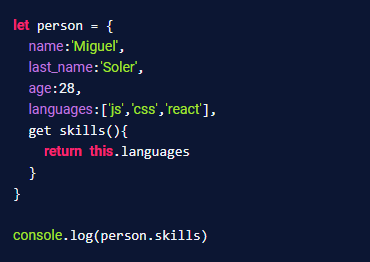 let person = {
  name:'Miguel',
  last_name:'Soler',
  age:28,
  languages:['js','css','react'],
  get skills(){
    return this.languages
  }
}

console.log(person.skills)